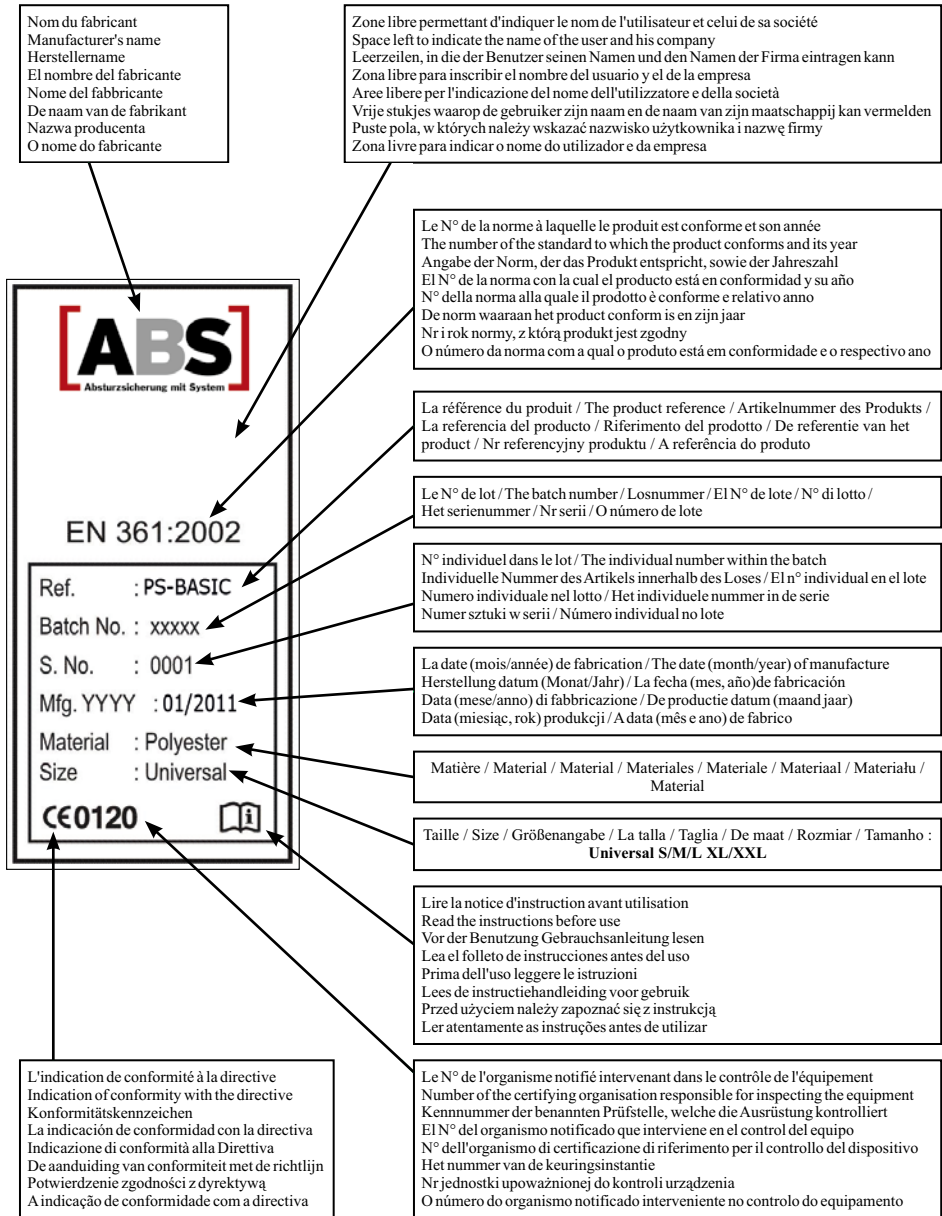 Nom du fabricant
Manufacturer's name
Herstellername
El nombre del fabricante
Nome del fabbricante
De naam van de fabrikant
Nazwa producenta
O nome do fabricante
Zone libre permettant d'indiquer le nom de l'utilisateur et celui de sa société
Space left to indicate the name of the user and his company
Leerzeilen, in die der Benutzer seinen Namen und den Namen der Firma eintragen kann
Zona libre para inscribir el nombre del usuario y el de la empresa
Aree libere per l'indicazione del nome dell'utilizzatore e della società
Vrije stukjes waarop de gebruiker zijn naam en de naam van zijn maatschappij kan vermelden
Puste pola, w których należy wskazać nazwisko użytkownika i nazwę firmy
Zona livre para indicar o nome do utilizador e da empresa
Le N° de la norme à laquelle le produit est conforme et son année
The number of the standard to which the product conforms and its year
Angabe der Norm, der das Produkt entspricht, sowie der Jahreszahl
El N° de la norma con la cual el producto está en conformidad y su año
N° della norma alla quale il prodotto è conforme e relativo anno
De norm waaraan het product conform is en zijn jaar
Nr i rok normy, z którą produkt jest zgodny
O número da norma com a qual o produto está em conformidade e o respectivo ano
[ABS]
Absturzsicherung mit System
EN 361:2002
Ref. : PS-BASIC
Batch No. : xxxxx
S. No. : 0001
Mfg. YYYY : 01/2011
Material : Polyester
Size : Universal
CE0120
i
La référence du produit / The product reference / Artikelnummer des Produkts /
La referencia del producto / Riferimento del prodotto / De referentie van het
product / Nr referencyjny produktu / A referência do produto
Le N° de lot / The batch number / Losnummer / El N° de lote / N° di lotto /
Het serienummer / Nr serii / O número de lote
N° individuel dans le lot / The individual number within the batch
Individuelle Nummer des Artikels innerhalb des Loses / El n° individual en el lote
Numero individuale nel lotto / Het individuele nummer in de serie
Numer sztuki w serii / Número individual no lote
La date (mois/année) de fabrication / The date (month/year) of manufacture
Herstellung datum (Monat/Jahr) / La fecha (mes, año)de fabricación
Data (mese/anno) di fabbricazione / De productie datum (maand jaar)
Data (miesiąc, rok) produkcji / A data (mês e ano) de fabrico
Matière / Material / Material / Materiales / Materiale / Materiaal / Materiału /
Material
Taille / Size / Größenangabe / La talla / Taglia / De maat / Rozmiar / Tamanho :
Universal S/M/L XL/XXL
Lire la notice d'instruction avant utilisation
Read the instructions before use
Vor der Benutzung Gebrauchsanleitung lesen
Lea el folleto de instrucciones antes del uso
Prima dell'uso leggere le istruzioni
Lees de instructiehandleiding voor gebruik
Przed użyciem należy zapoznać się z instrukcją
Ler atentamente as instruções antes de utilizar
L'indication de conformité à la directive
Indication of conformity with the directive
Konformitätskennzeichen
La indicación de conformidad con la directiva
Indicazione di conformità alla Direttiva
De aanduiding van conformiteit met de richtlijn
Potwierdzenie zgodności z dyrektywą
A indicação de conformidade com a directiva
Le N° de l'organisme notifié intervenant dans le contrôle de l'équipement
Number of the certifying organisation responsible for inspecting the equipment
Kennnummer der benannten Prüfstelle, welche die Ausrüstung kontrolliert
El N° del organismo notificado que interviene en el control del equipo
N° dell'organismo di certificazione di riferimento per il controllo del dispositivo
Het nummer van de keuringsinstantie
Nr jednostki upoważnionej do kontroli urządzenia
O número do organismo notificado interveniente no controlo do equipamento